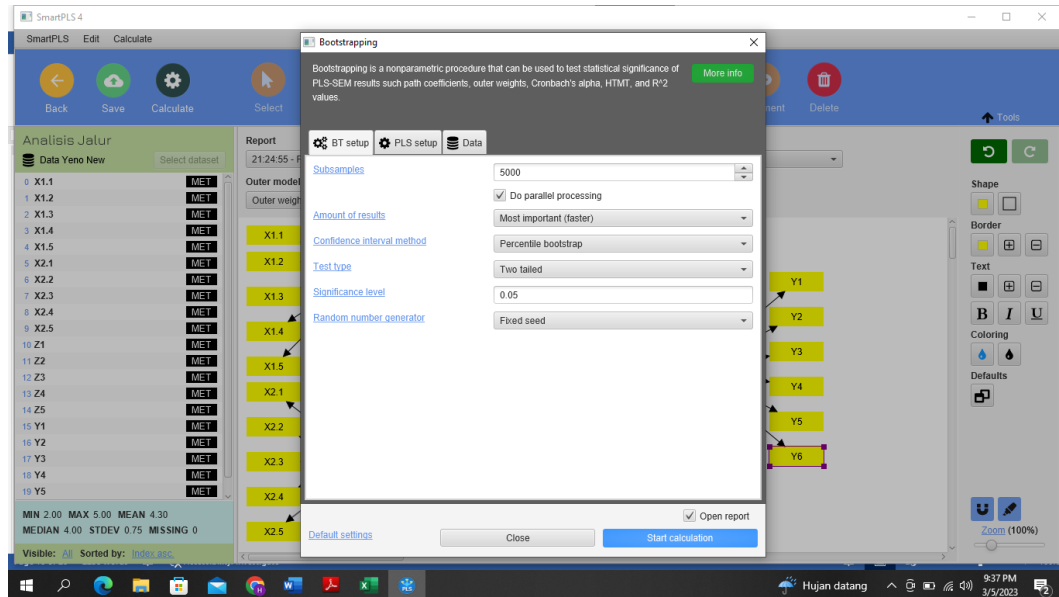 SmartPLS 4
SmartPLS Edit Calculate
Back Save Calculate Select Delete
Tools
Analisis Jalur
Data Yeno New Select dataset
0 X1.1 MET
1 X1.2 MET
2 X1.3 MET
3 X1.4 MET
4 X1.5 MET
5 X2.1 MET
6 X2.2 MET
7 X2.3 MET
8 X2.4 MET
9 X2.5 MET
10 Z1 MET
11 Z2 MET
12 Z3 MET
13 Z4 MET
14 Z5 MET
15 Y1 MET
16 Y2 MET
17 Y3 MET
18 Y4 MET
19 Y5 MET
MIN 2.00 MAX 5.00 MEAN 4.30
MEDIAN 4.00 STDEV 0.75 MISSING 0
Visible: All Sorted by: Index asc.
Report
21:24:55 -
Outer model
Outer weigh
X1.1
X1.2
X1.3
X1.4
X1.5
X2.1
X2.2
X2.3
X2.4
X2.5
Bootstrapping
Bootstrapping is a nonparametric procedure that can be used to test statistical significance of
PLS-SEM results such path coefficients, outer weights, Cronbach's alpha, HTMT, and R^2
values.
More info
BT setup PLS setup Data
Subsamples 5000
Do parallel processing
Amount of results Most important (faster)
Confidence interval method Percentile bootstrap
Test type Two tailed
Significance level 0.05
Random number generator Fixed seed
Open report
Default settings Close Start calculation
Y1
Y2
Y3
Y4
Y5
Y6
Shape
Border
Text
B I U
Coloring
Defaults
Zoom (100%)
Hujan datang
9:37 PM
3/5/2023